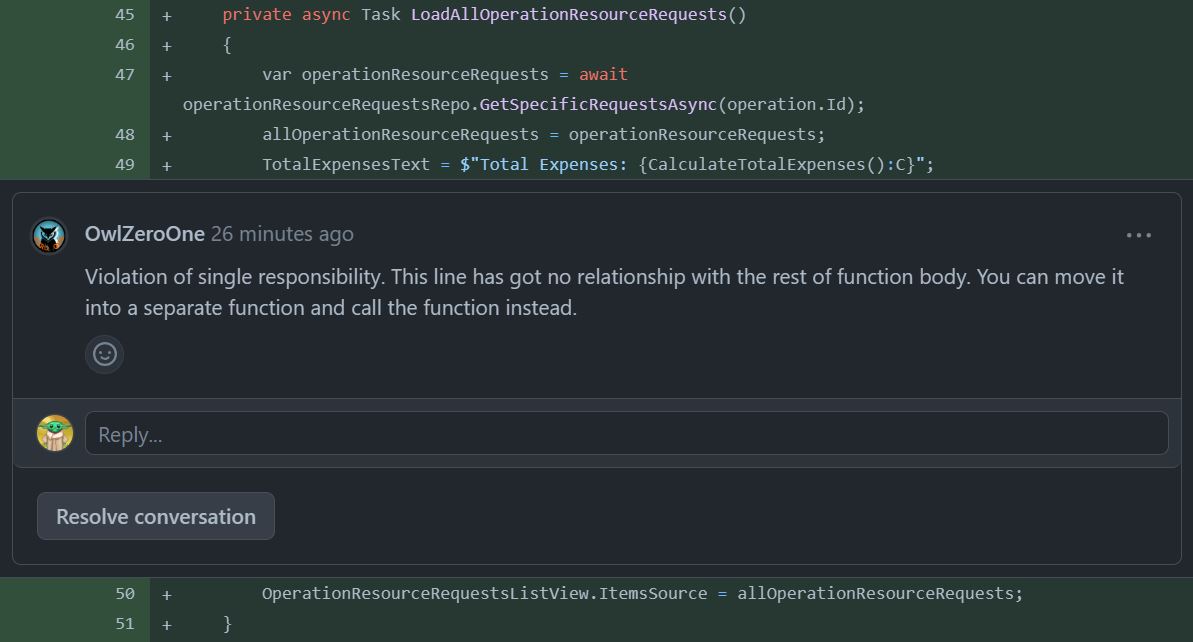 45 + private async Task LoadAllOperationResourceRequests()
46 + {
47 + var operationResourceRequests = await
operationResourceRequestsRepo.GetSpecificRequestsAsync(operation.Id);
48 + allOperationResourceRequests = operationResourceRequests;
49 + TotalExpensesText = $"Total Expenses: {CalculateTotalExpenses():C}";
OwlZeroOne 26 minutes ago
Violation of single responsibility. This line has got no relationship with the rest of function body. You can move it
into a separate function and call the function instead.
Reply...
Resolve conversation
50 + OperationResourceRequestsListView.ItemsSource = allOperationResourceRequests;
51 + }